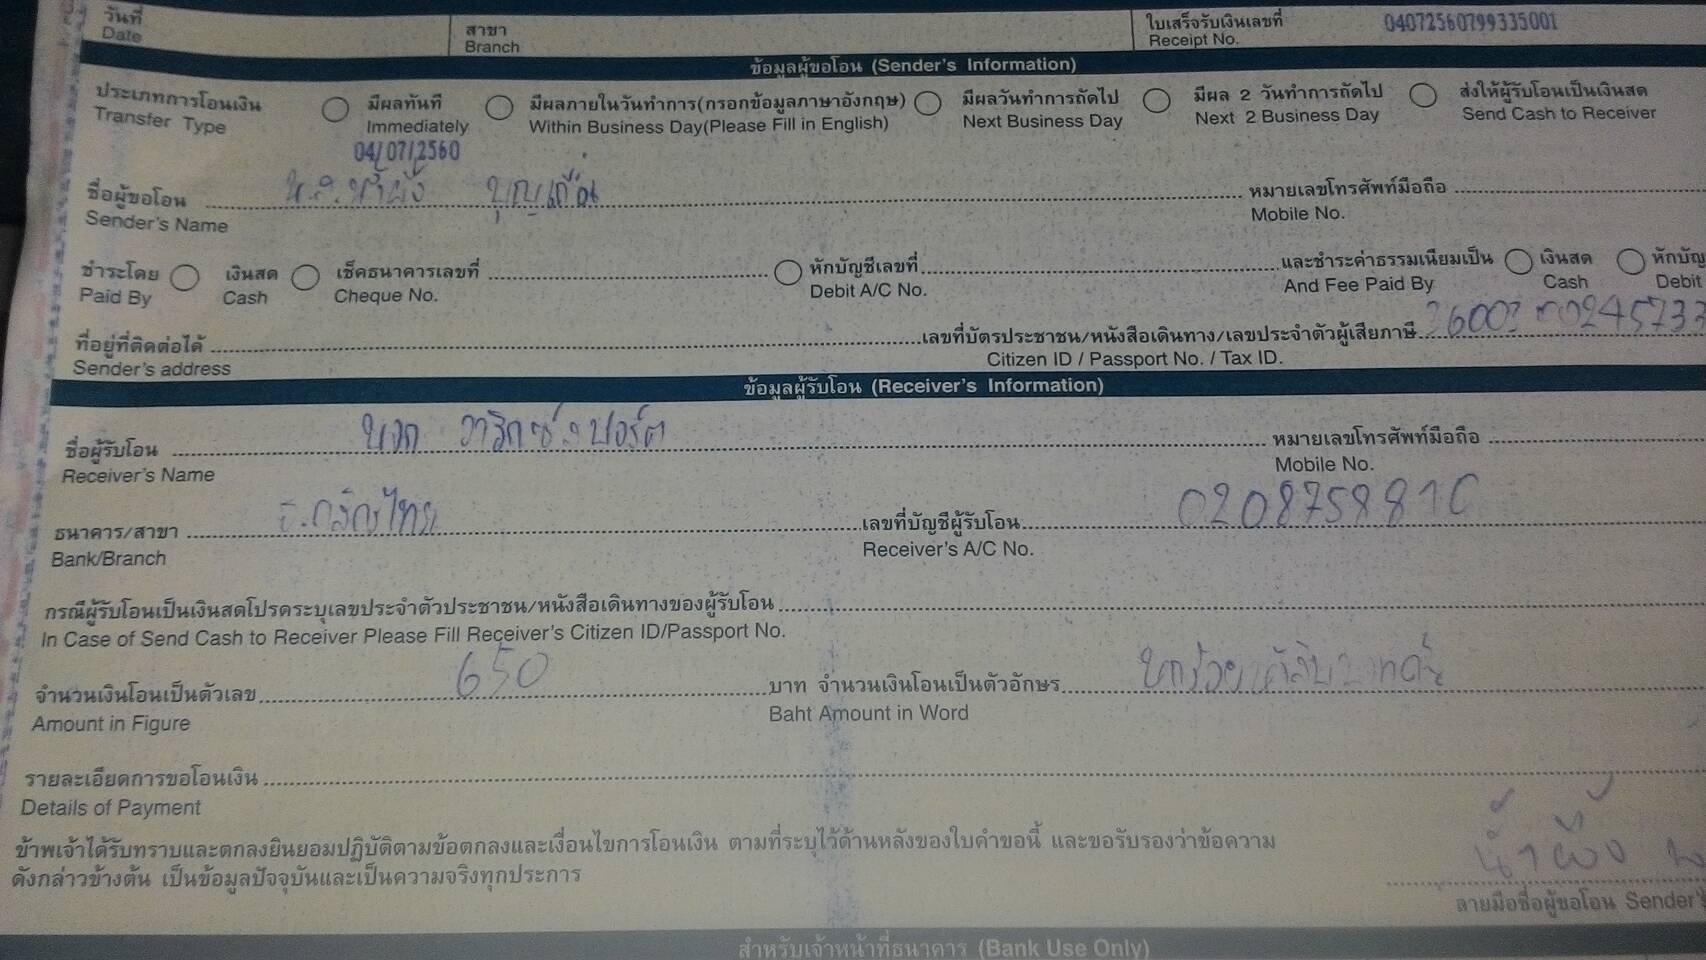 วันที่ สาขา ใบเสร็จรับเงินเลขที่ 04072560799335001
Date Branch Receipt No.
ข้อมูลผู้ขอโอน (Sender's Information)
ประเภทการโอนเงิน มีผลทันที มีผลภายในวันทำการ(กรอกข้อมูลภาษาอังกฤษ) มีผลวันทำการถัดไป มีผล 2 วันทำการถัดไป ส่งให้ผู้รับโอนเป็นเงินสด
Transfer Type Immediately Within Business Day(Please Fill in English) Next Business Day Next 2 Business Day Send Cash to Receiver
04/07/2560
ชื่อผู้ขอโอน น.ส.น้ำผึ้ง หมายเลขโทรศัพท์มือถือ
Sender's Name Mobile No.
ชำระโดย เงินสด เช็คธนาคารเลขที่ หักบัญชีเลขที่ และชำระค่าธรรมเนียมเป็น เงินสด หักบัญ
Paid By Cash Cheque No. Debit A/C No. And Fee Paid By Cash Debit
ที่อยู่ที่ติดต่อได้ เลขที่บัตรประชาชน/หนังสือเดินทาง/เลขประจำตัวผู้เสียภาษี
Sender's address Citizen ID / Passport No. / Tax ID.
ข้อมูลผู้รับโอน (Receiver's Information)
ชื่อผู้รับโอน บจก วาริกซ์สปอร์ต หมายเลขโทรศัพท์มือถือ
Receiver's Name Mobile No.
ธนาคาร/สาขา ธ.กสิกรไทย เลขที่บัญชีผู้รับโอน 0208758810
Bank/Branch Receiver's A/C No.
กรณีผู้รับโอนเป็นเงินสดโปรดระบุเลขประจำตัวประชาชน/หนังสือเดินทางของผู้รับโอน
In Case of Send Cash to Receiver Please Fill Receiver's Citizen ID/Passport No.
จำนวนเงินโอนเป็นตัวเลข 650 บาท จำนวนเงินโอนเป็นตัวอักษร
Amount in Figure Baht Amount in Word
รายละเอียดการขอโอนเงิน
Details of Payment
ข้าพเจ้าได้รับทราบและตกลงยินยอมปฏิบัติตามข้อตกลงและเงื่อนไขการโอนเงิน ตามที่ระบุไว้ด้านหลังของใบคำขอนี้ และขอรับรองว่าข้อความ
ดังกล่าวข้างต้น เป็นข้อมูลปัจจุบันและเป็นความจริงทุกประการ
น้ำผึ้ง
ลายมือชื่อผู้ขอโอน Sender's
สำหรับเจ้าหน้าที่ธนาคาร (Bank Use Only)